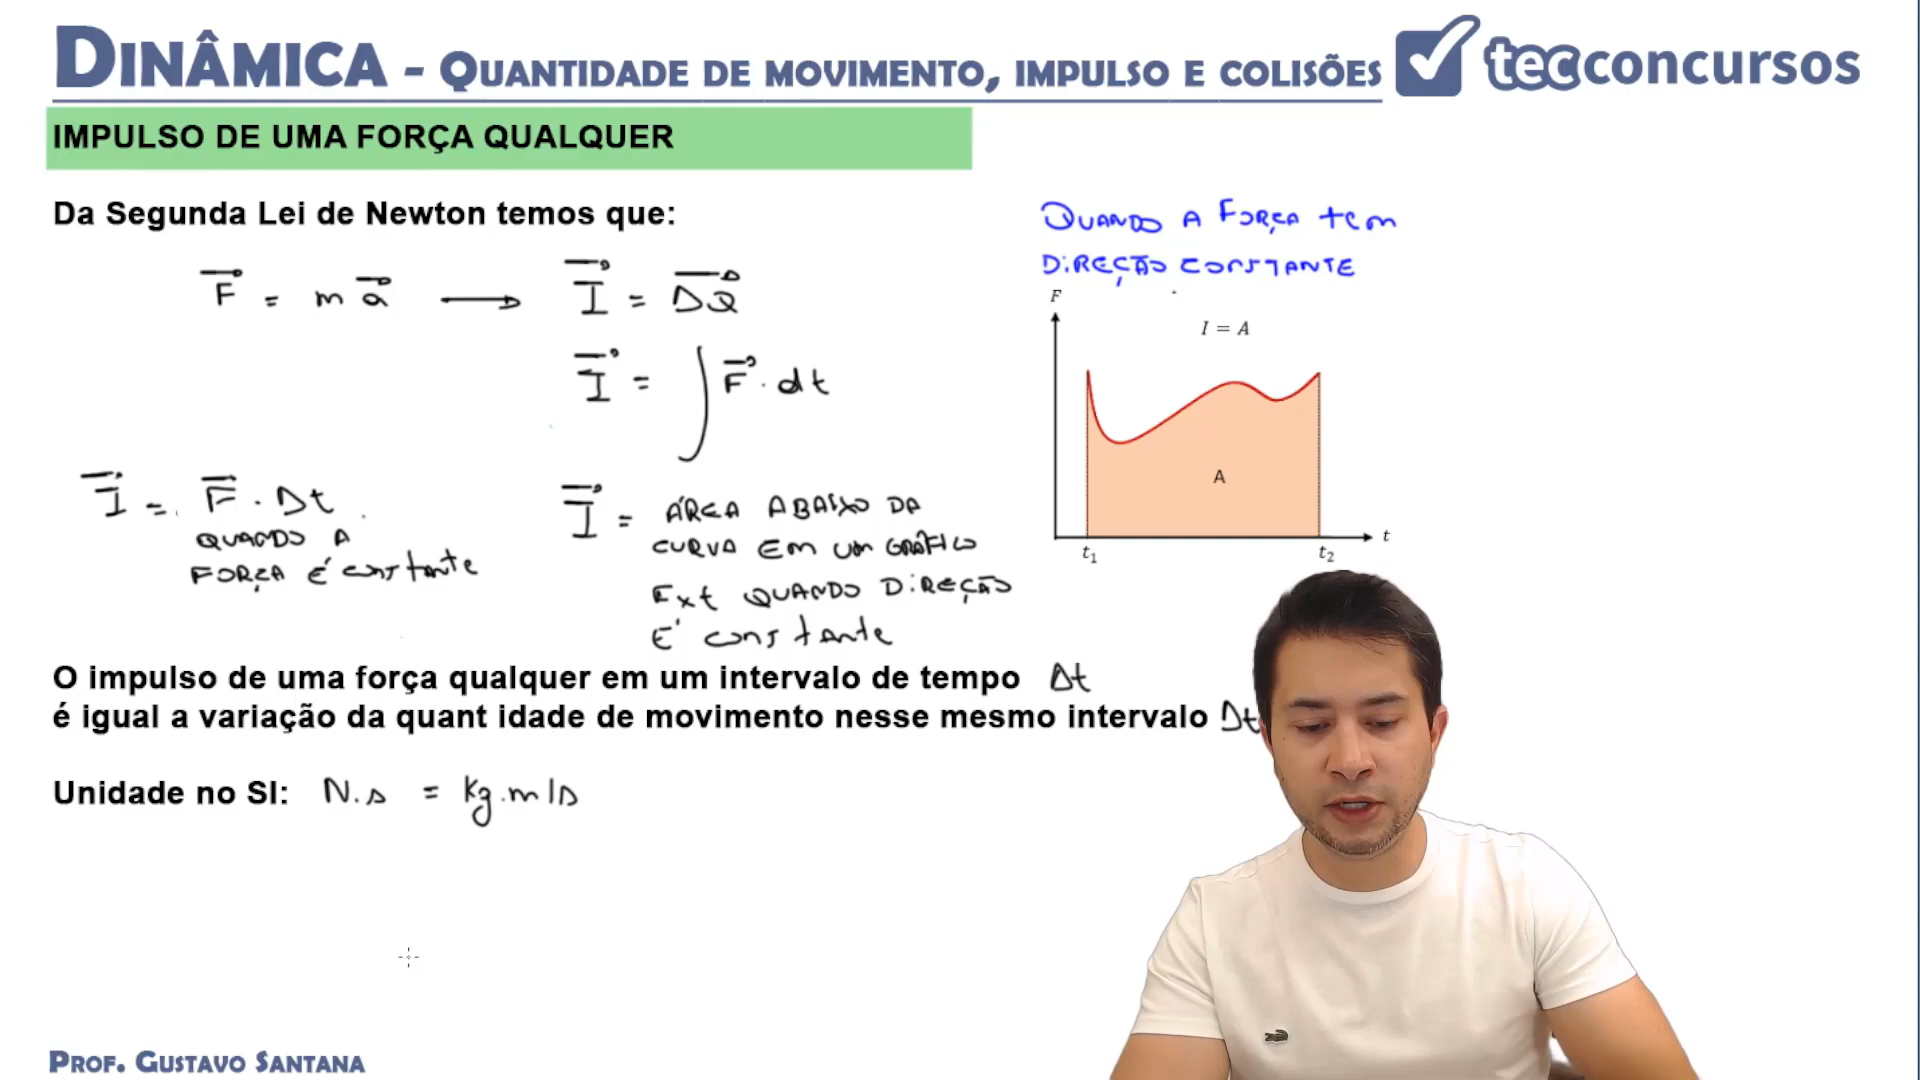 DINÂMICA - QUANTIDADE DE MOVIMENTO, IMPULSO E COLISÕES
tecconcursos
IMPULSO DE UMA FORÇA QUALQUER
Da Segunda Lei de Newton temos que:
F = m a → I = ΔQ
I = ∫ F . dt
I = F . Δt
QUANDO A
FORÇA É constante
I = ÁREA ABAIXO DA
CURVA EM UM GRÁFICO
F x t QUANDO DIREÇÃO
É constante
QUANDO A FORÇA tem
DIREÇÃO CONSTANTE
F
I = A
A
t
t₁ t₂
O impulso de uma força qualquer em um intervalo de tempo Δt
é igual a variação da quant idade de movimento nesse mesmo intervalo Δt
Unidade no SI: N.s = kg.m/s
PROF. GUSTAVO SANTANA